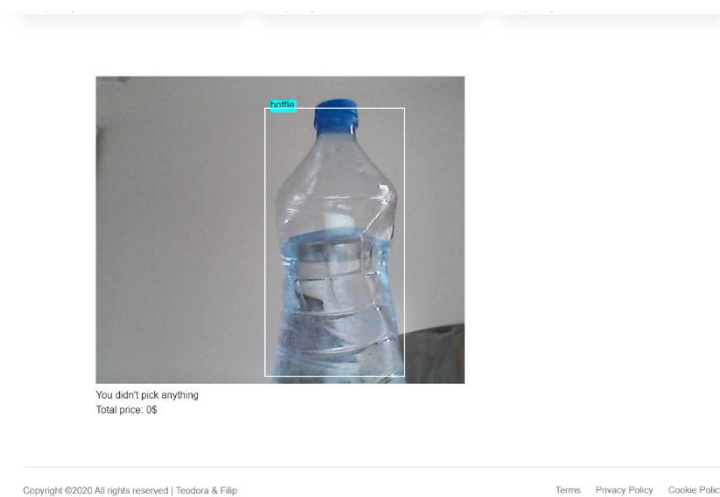 bottle
You didn't pick anything
Total price: 0$
Copyright ©2020 All rights reserved | Teodora & Filip
Terms Privacy Policy Cookie Polic